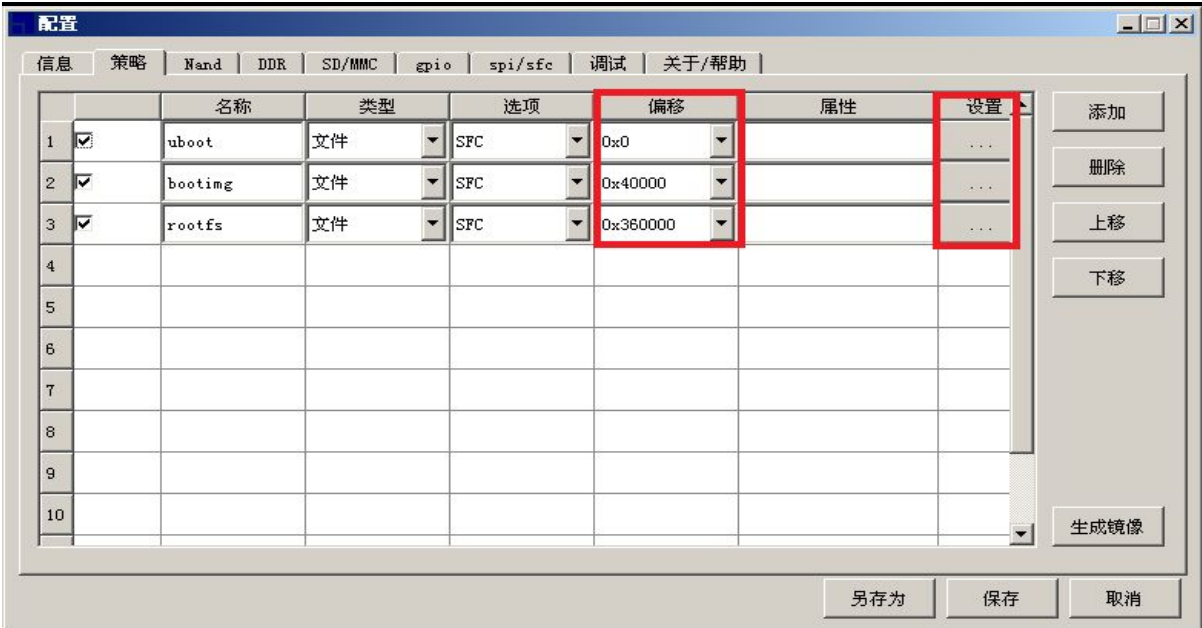 配置
信息 策略 Nand DDR SD/MMC gpio spi/sfc 调试 关于/帮助
名称 类型 选项 偏移 属性 设置 添加
1 uboot 文件 SFC 0x0 ...
删除
2 bootimg 文件 SFC 0x40000 ...
3 rootfs 文件 SFC 0x360000 ... 上移
4 下移
5
6
7
8
9
10 生成镜像
另存为 保存 取消